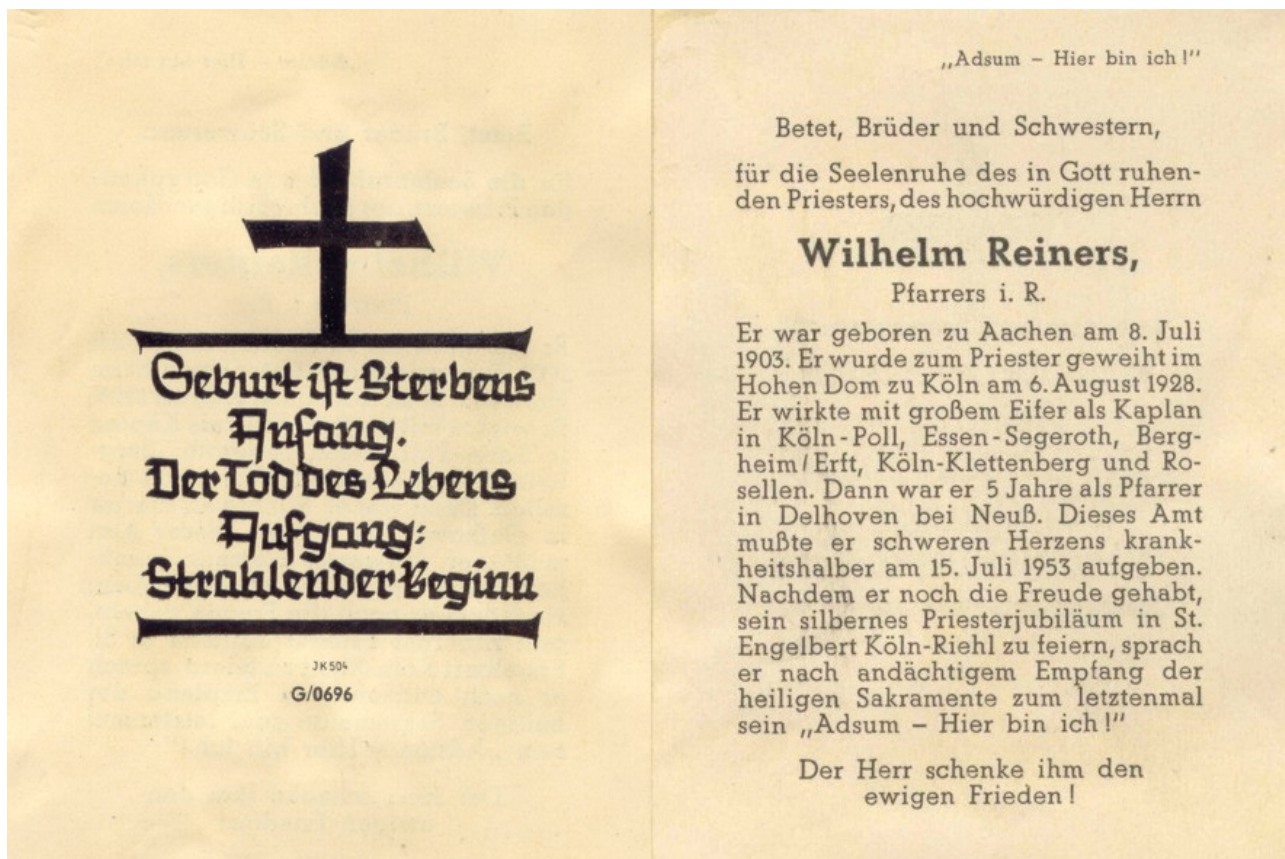 Geburt ist Sterbens
Anfang.
Der Tod des Lebens
Aufgang:
Strahlender Beginn
JK 504
G/0696
„Adsum – Hier bin ich!"
Betet, Brüder und Schwestern,
für die Seelenruhe des in Gott ruhen-
den Priesters, des hochwürdigen Herrn
Wilhelm Reiners,
Pfarrers i. R.
Er war geboren zu Aachen am 8. Juli
1903. Er wurde zum Priester geweiht im
Hohen Dom zu Köln am 6. August 1928.
Er wirkte mit großem Eifer als Kaplan
in Köln-Poll, Essen-Segeroth, Berg-
heim/Erft, Köln-Klettenberg und Ro-
sellen. Dann war er 5 Jahre als Pfarrer
in Delhoven bei Neuß. Dieses Amt
mußte er schweren Herzens krank-
heitshalber am 15. Juli 1953 aufgeben.
Nachdem er noch die Freude gehabt,
sein silbernes Priesterjubiläum in St.
Engelbert Köln-Riehl zu feiern, sprach
er nach andächtigem Empfang der
heiligen Sakramente zum letztenmal
sein „Adsum – Hier bin ich!"
Der Herr schenke ihm den
ewigen Frieden!